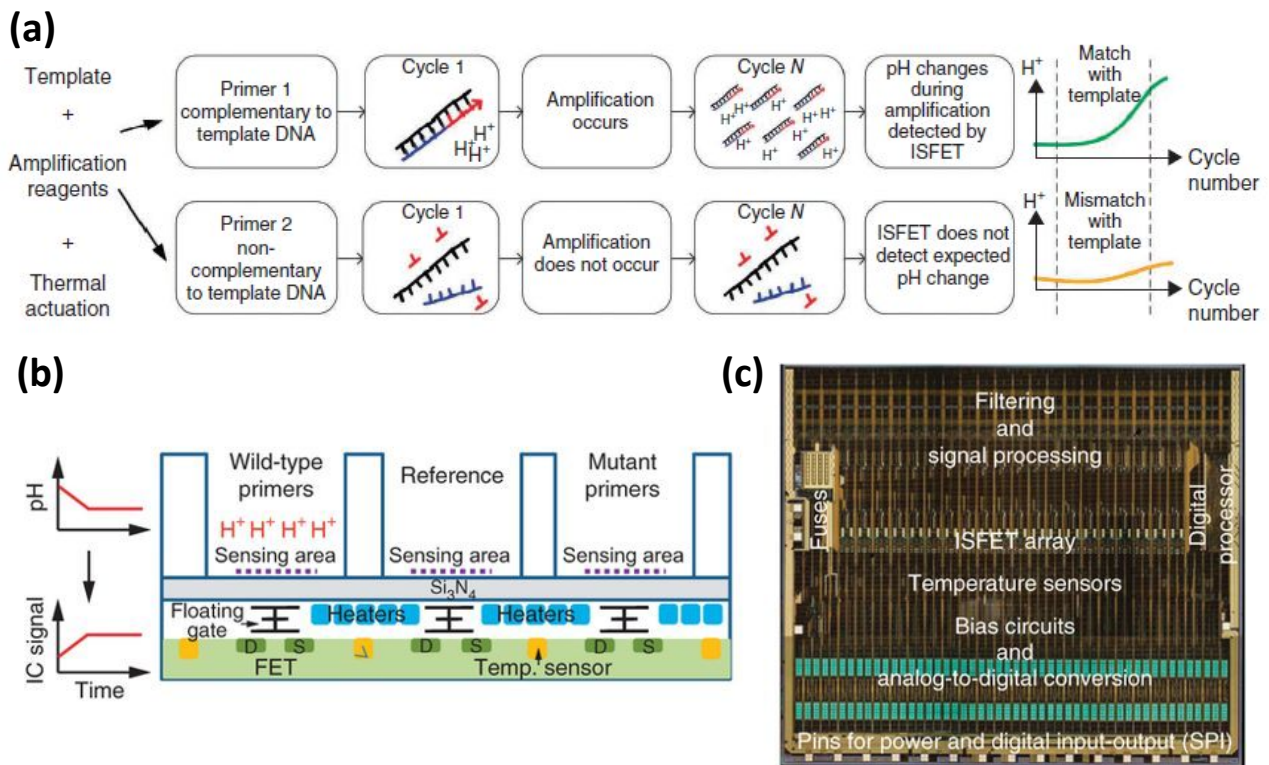 (a)
Template
+
Amplification
reagents
+
Thermal
actuation
Primer 1
complementary to
template DNA
Cycle 1
H+
H+
H+
Amplification
occurs
Cycle N
H+ H+ H+
H+ H+ H+
H+ H+ H+
pH changes
during
amplification
detected by
ISFET
H+
Match
with
template
Cycle
number
Primer 2
non-
complementary
to template DNA
Cycle 1
Amplification
does not occur
Cycle N
ISFET does not
detect expected
pH change
H+
Mismatch
with
template
Cycle
number
(b)
pH
IC signal
Time
Wild-type
primers
H+ H+ H+ H+
Sensing area
Reference
Sensing area
Mutant
primers
Sensing area
Si3N4
Floating
gate
Heaters
Heaters
D S
D S
D S
FET
Temp. sensor
(c)
Filtering
and
signal processing
Fuses
Digital
processor
ISFET array
Temperature sensors
Bias circuits
and
analog-to-digital conversion
Pins for power and digital input-output (SPI)